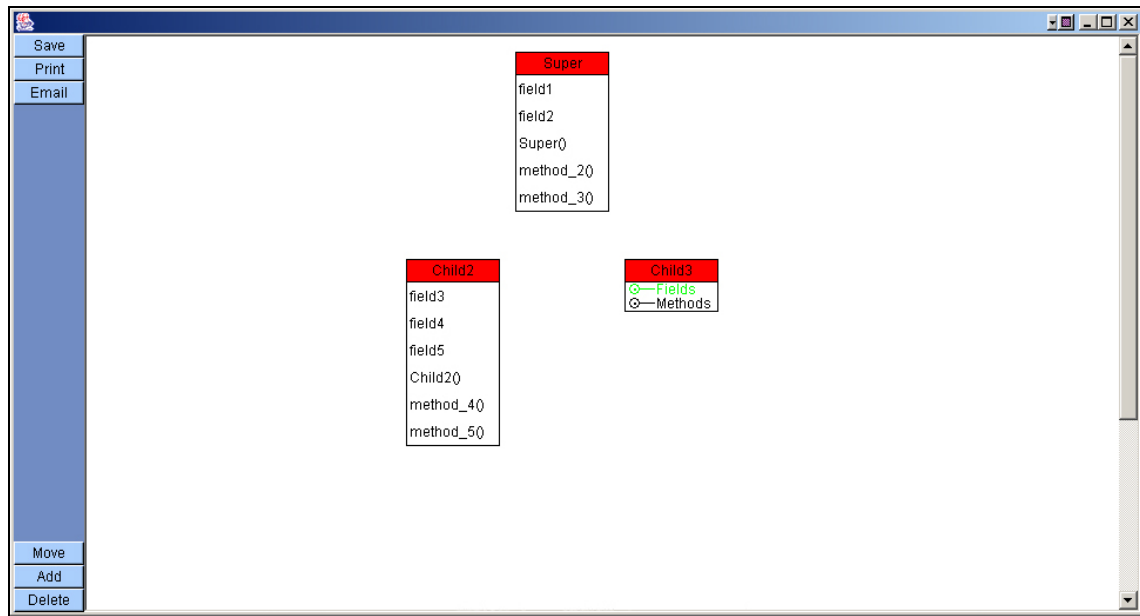 Save
Print
Email
Super
field1
field2
Super()
method_2()
method_3()
Child2
field3
field4
field5
Child2()
method_4()
method_5()
Child3
Fields
Methods
Move
Add
Delete